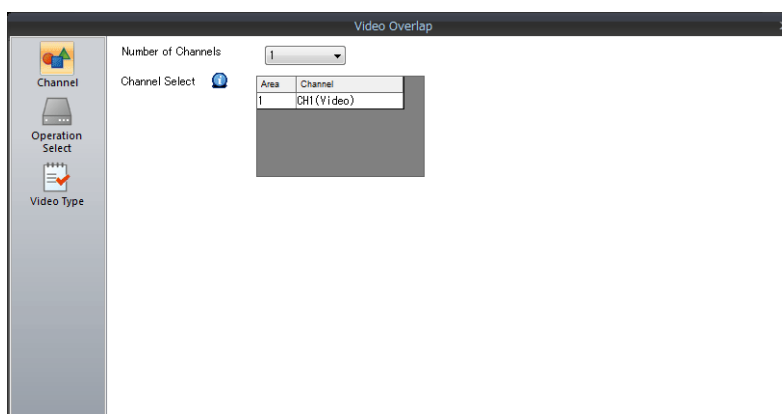 Video Overlap
Channel
Operation
Select
Video Type
Number of Channels
1
Channel Select
Area Channel
1 CH1(Video)